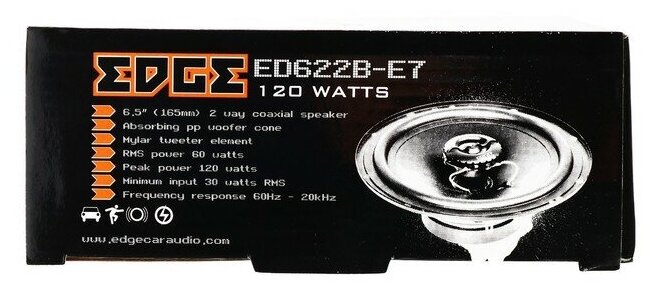 EDGE ED622B-E7
120 WATTS
6,5" (165mm) 2 way coaxial speaker
Absorbing pp woofer cone
Mylar tweeter element
RMS power 60 watts
Peak power 120 watts
Minimum input 30 watts RMS
Frequency response 60Hz - 20kHz
www.edgecaraudio.com